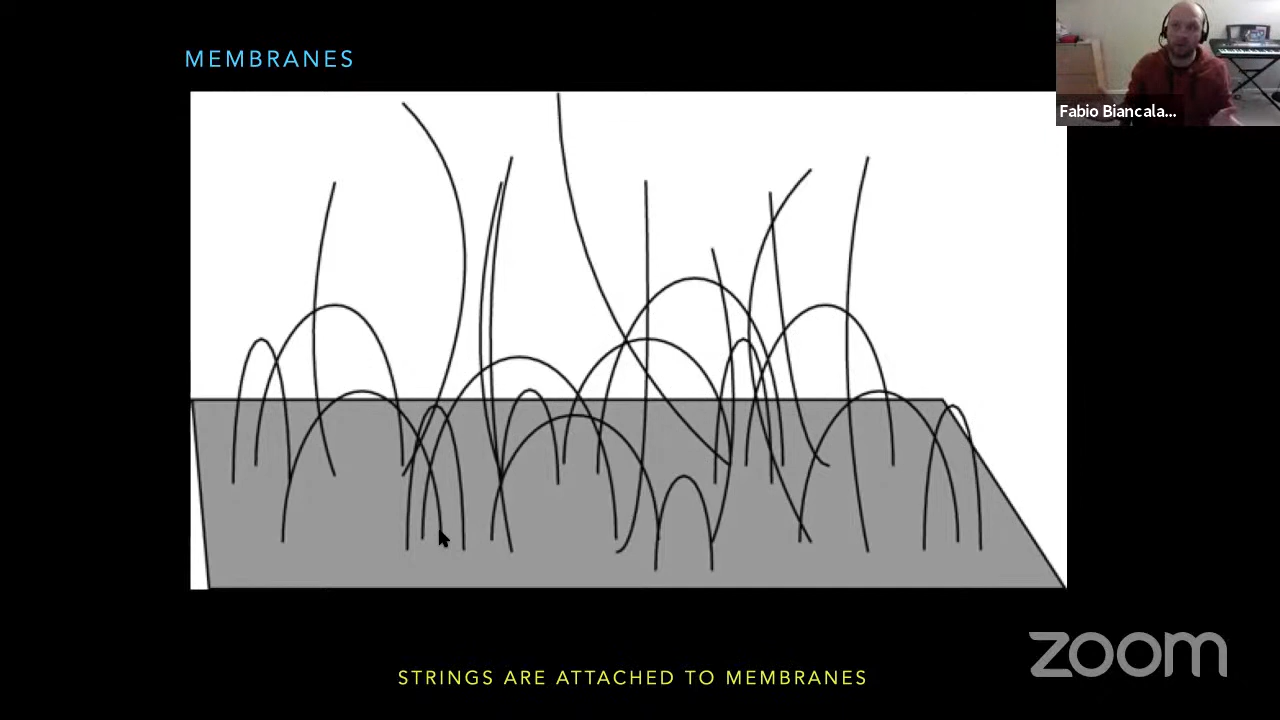 MEMBRANES
Fabio Biancala...
STRINGS ARE ATTACHED TO MEMBRANES
zoom